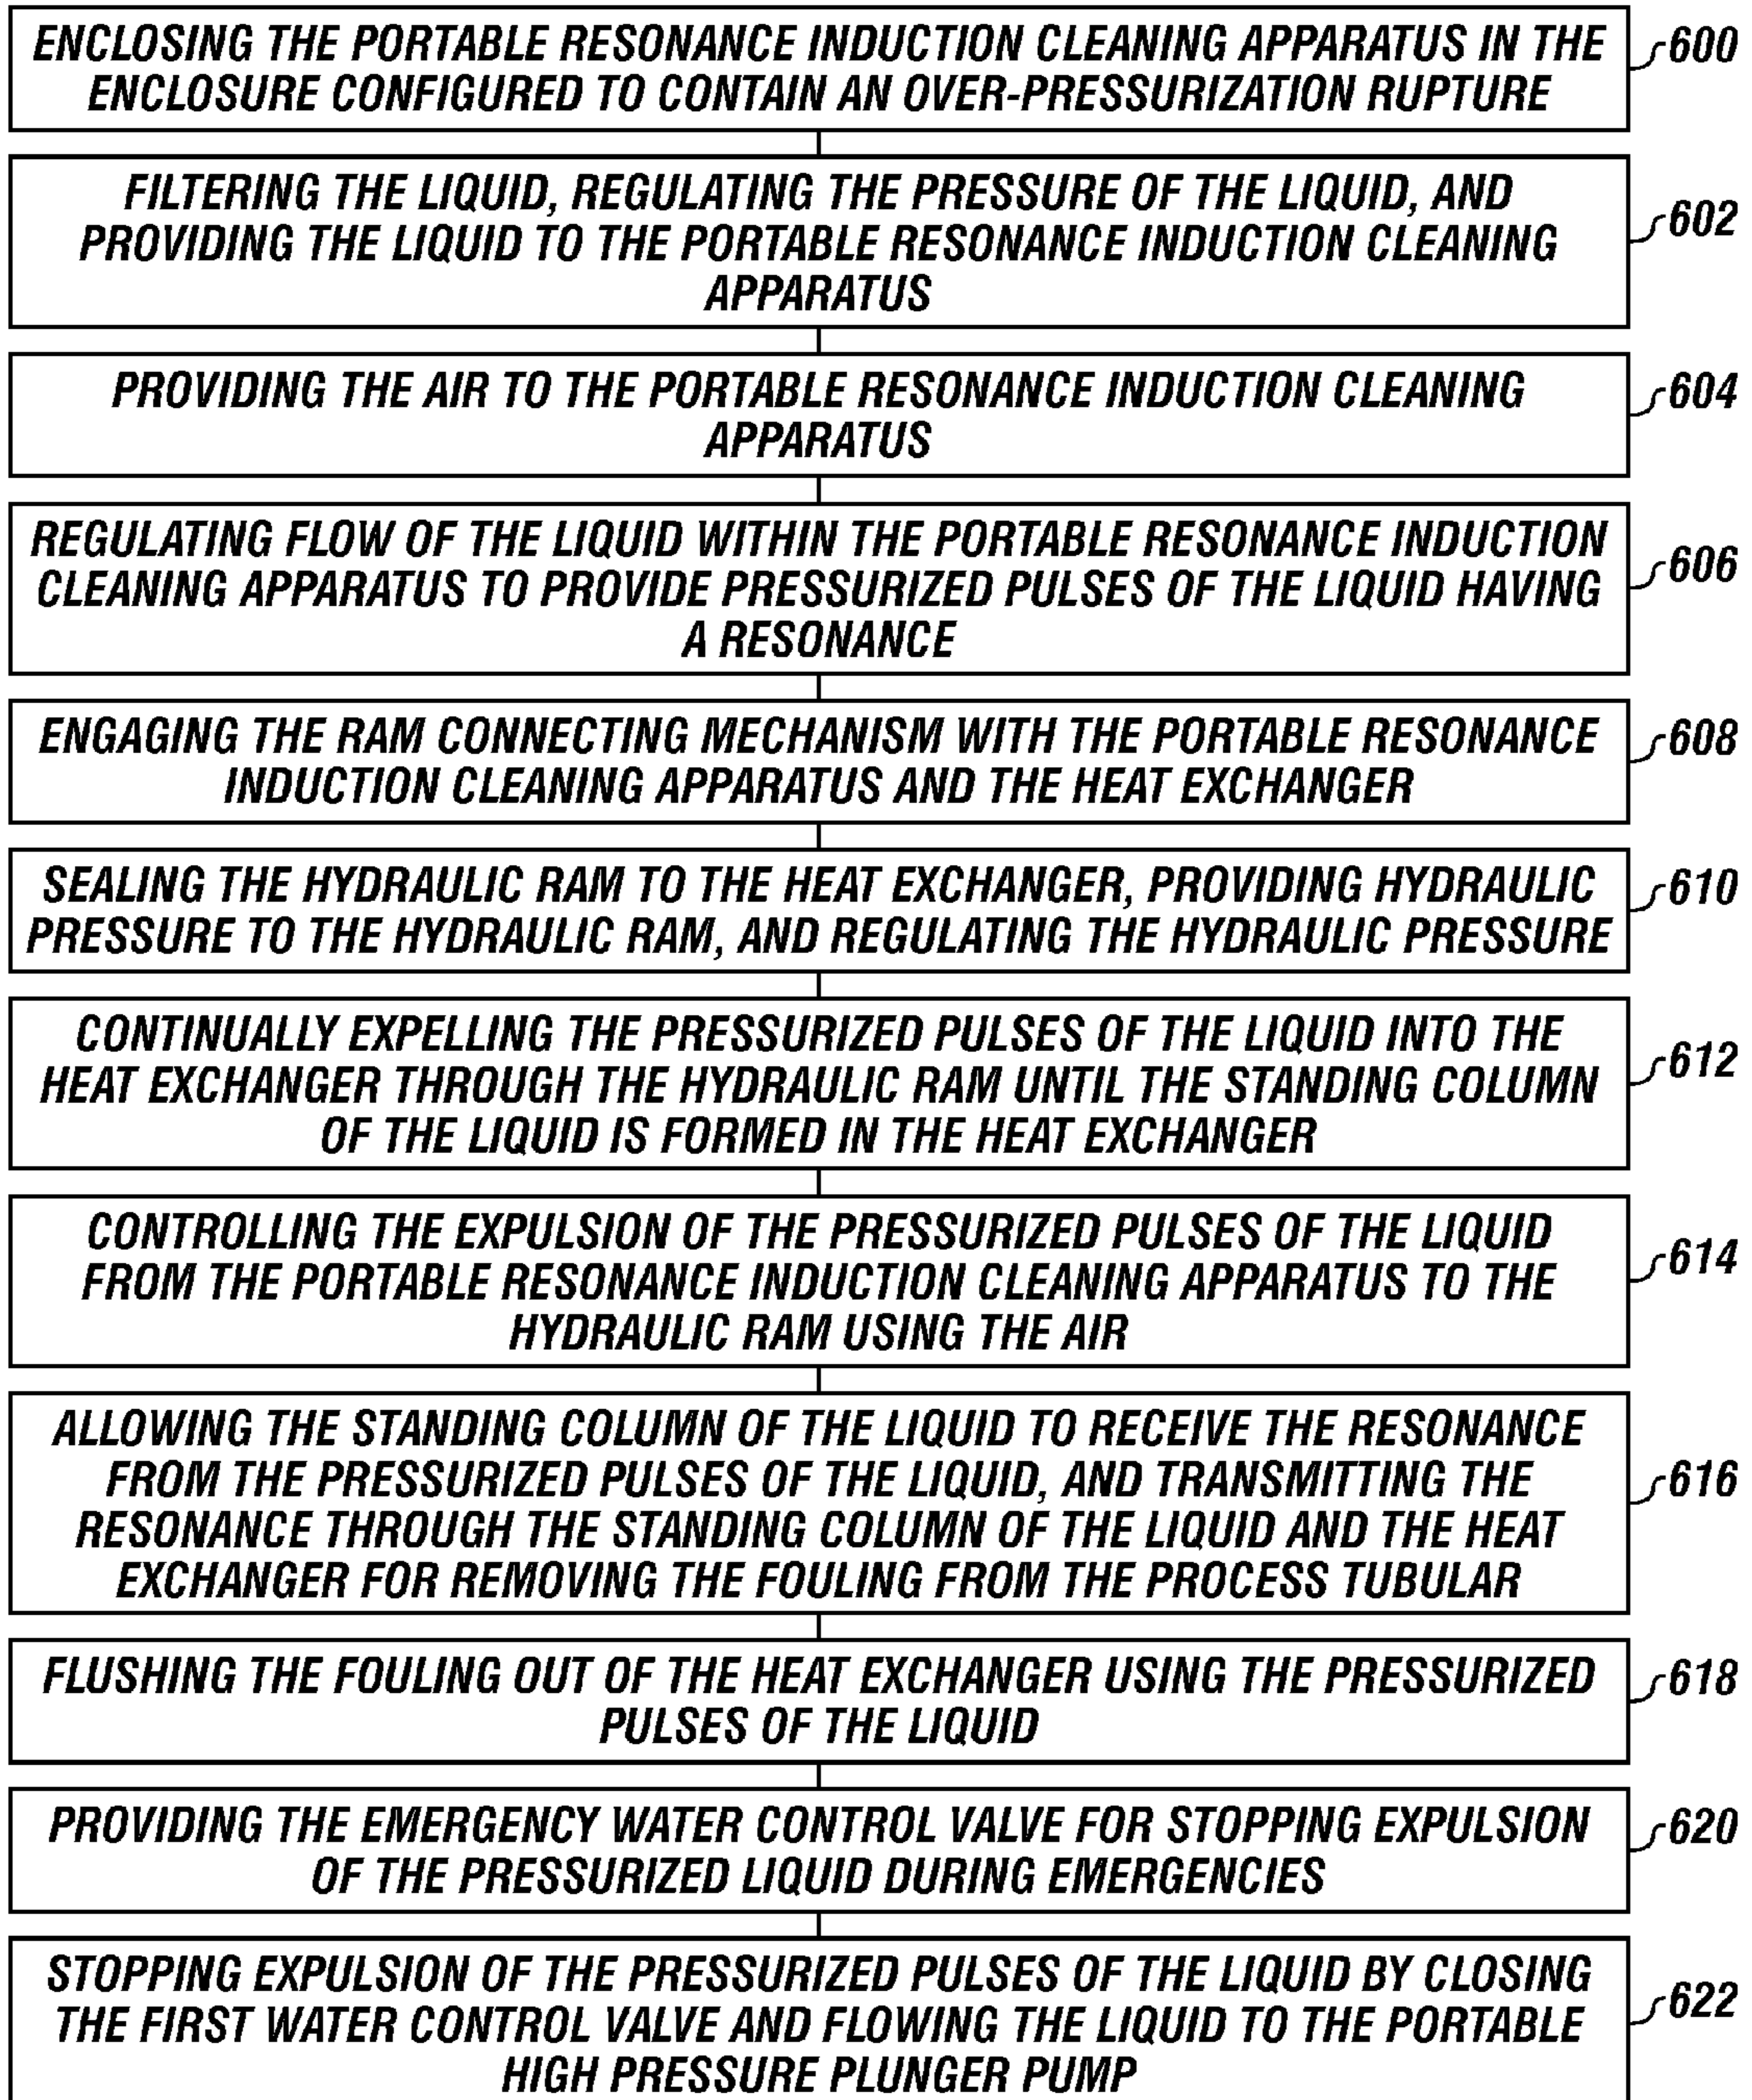 ENCLOSING THE PORTABLE RESONANCE INDUCTION CLEANING APPARATUS IN THE
ENCLOSURE CONFIGURED TO CONTAIN AN OVER-PRESSURIZATION RUPTURE
600
FILTERING THE LIQUID, REGULATING THE PRESSURE OF THE LIQUID, AND
PROVIDING THE LIQUID TO THE PORTABLE RESONANCE INDUCTION CLEANING
APPARATUS
602
PROVIDING THE AIR TO THE PORTABLE RESONANCE INDUCTION CLEANING
APPARATUS
604
REGULATING FLOW OF THE LIQUID WITHIN THE PORTABLE RESONANCE INDUCTION
CLEANING APPARATUS TO PROVIDE PRESSURIZED PULSES OF THE LIQUID HAVING
A RESONANCE
606
ENGAGING THE RAM CONNECTING MECHANISM WITH THE PORTABLE RESONANCE
INDUCTION CLEANING APPARATUS AND THE HEAT EXCHANGER
608
SEALING THE HYDRAULIC RAM TO THE HEAT EXCHANGER, PROVIDING HYDRAULIC
PRESSURE TO THE HYDRAULIC RAM, AND REGULATING THE HYDRAULIC PRESSURE
610
CONTINUALLY EXPELLING THE PRESSURIZED PULSES OF THE LIQUID INTO THE
HEAT EXCHANGER THROUGH THE HYDRAULIC RAM UNTIL THE STANDING COLUMN
OF THE LIQUID IS FORMED IN THE HEAT EXCHANGER
612
CONTROLLING THE EXPULSION OF THE PRESSURIZED PULSES OF THE LIQUID
FROM THE PORTABLE RESONANCE INDUCTION CLEANING APPARATUS TO THE
HYDRAULIC RAM USING THE AIR
614
ALLOWING THE STANDING COLUMN OF THE LIQUID TO RECEIVE THE RESONANCE
FROM THE PRESSURIZED PULSES OF THE LIQUID, AND TRANSMITTING THE
RESONANCE THROUGH THE STANDING COLUMN OF THE LIQUID AND THE HEAT
EXCHANGER FOR REMOVING THE FOULING FROM THE PROCESS TUBULAR
616
FLUSHING THE FOULING OUT OF THE HEAT EXCHANGER USING THE PRESSURIZED
PULSES OF THE LIQUID
618
PROVIDING THE EMERGENCY WATER CONTROL VALVE FOR STOPPING EXPULSION
OF THE PRESSURIZED LIQUID DURING EMERGENCIES
620
STOPPING EXPULSION OF THE PRESSURIZED PULSES OF THE LIQUID BY CLOSING
THE FIRST WATER CONTROL VALVE AND FLOWING THE LIQUID TO THE PORTABLE
HIGH PRESSURE PLUNGER PUMP
622